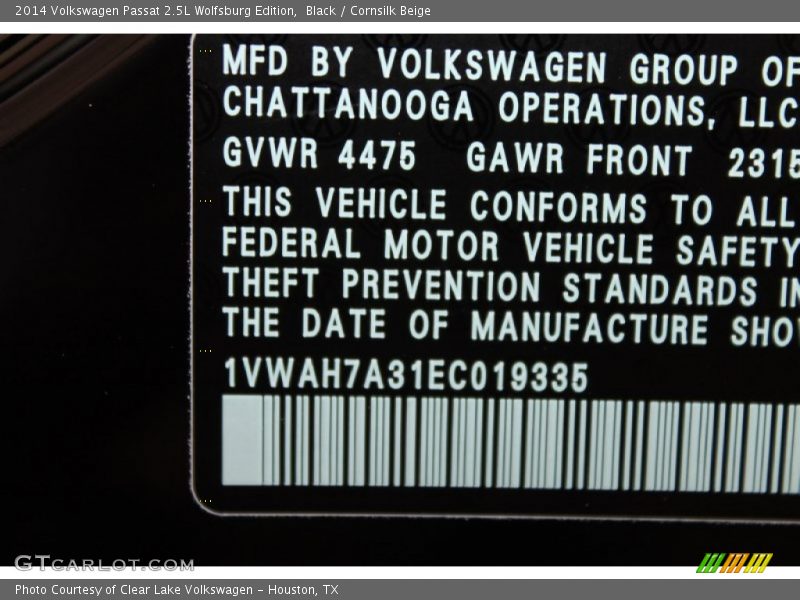 2014 Volkswagen Passat 2.5L Wolfsburg Edition,  Black / Cornsilk Beige
MFD BY VOLKSWAGEN GROUP OF
CHATTANOOGA OPERATIONS, LLC
GVWR 4475 GAWR FRONT 2315
THIS VEHICLE CONFORMS TO ALL
FEDERAL MOTOR VEHICLE SAFETY
THEFT PREVENTION STANDARDS IN
THE DATE OF MANUFACTURE SHO
1VWAH7A31EC019335
GTCARLOT.COM
Photo Courtesy of Clear Lake Volkswagen - Houston, TX